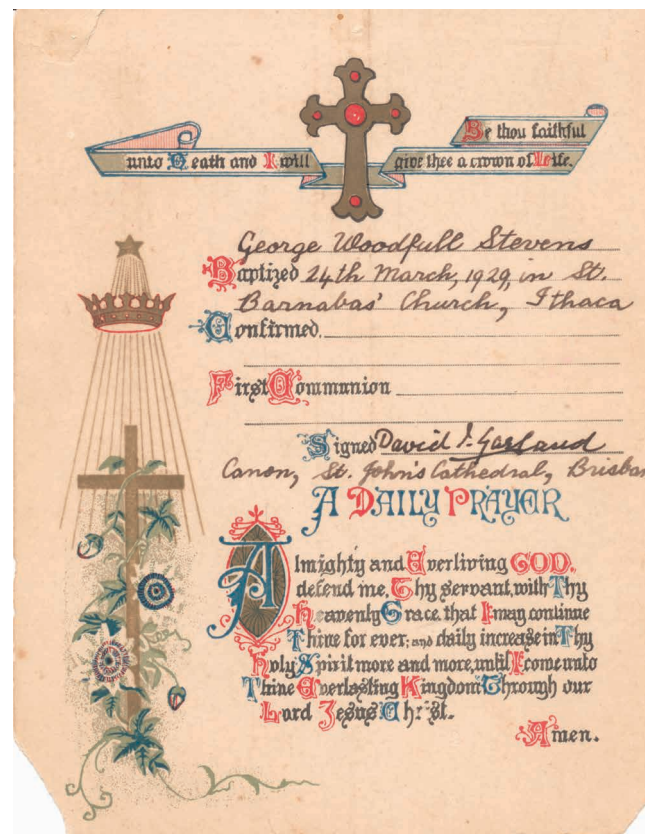 Be thou faithful
unto Death and I will give thee a crown of Life.
George Woodfull Stevens
Baptized 24th March, 1929, in St.
Barnabas' Church, Ithaca
Confirmed.
First Communion
Signed David J. Garland
Canon, St. John's Cathedral, Brisban
A DAILY PRAYER
Almighty and Everliving GOD,
defend me, Thy servant, with Thy
Heavenly Grace, that I may continue
Thine for ever; and daily increase in Thy
Holy Spirit more and more, until I come unto
Thine Everlasting Kingdom Through our
Lord Jesus Christ.
Amen.